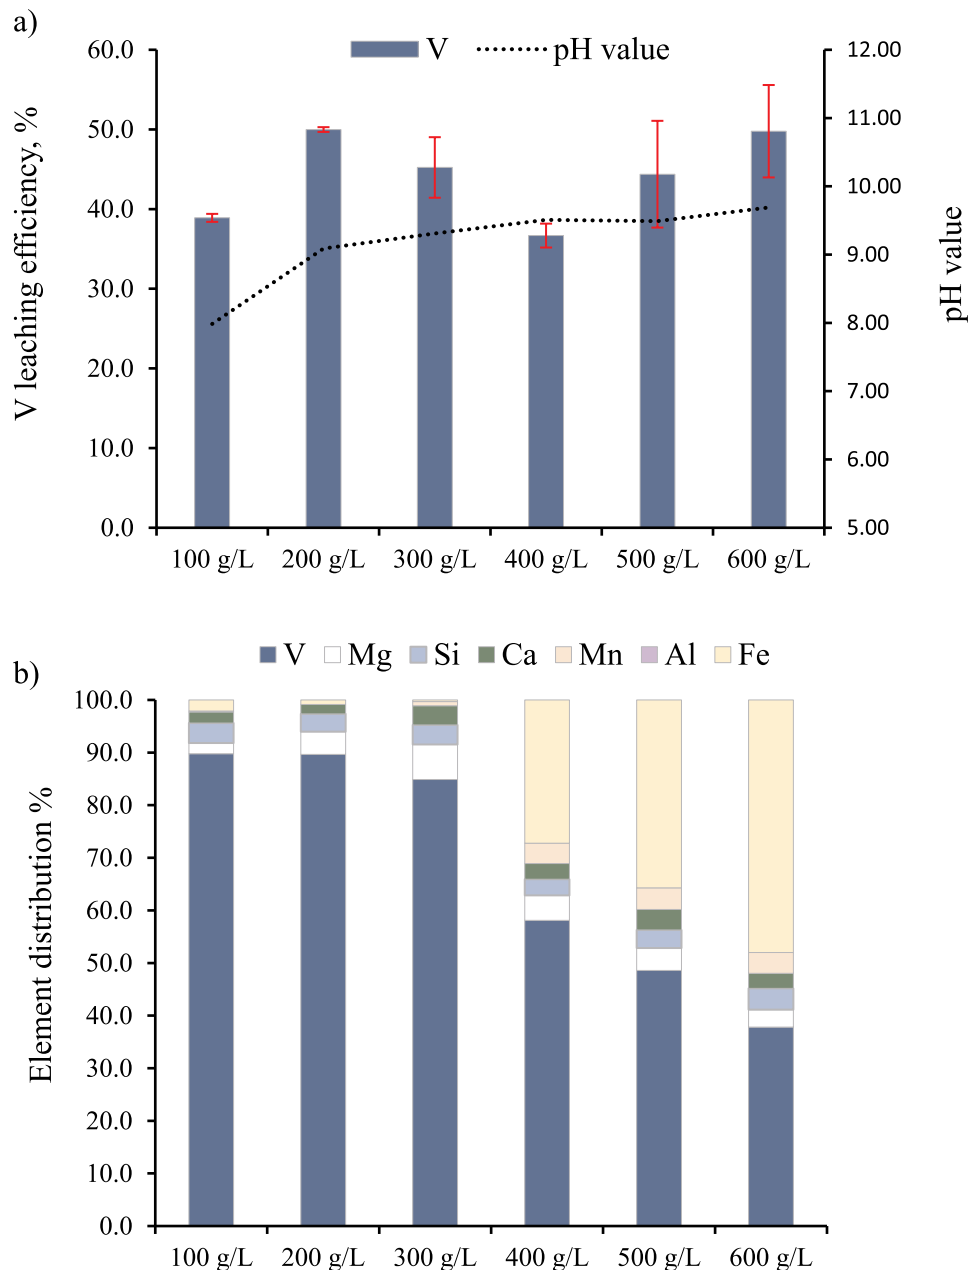 a)
V pH value
V leaching efficiency, %
60.0
50.0
40.0
30.0
20.0
10.0
0.0
12.00
11.00
10.00
9.00
8.00
7.00
6.00
5.00
pH value
100 g/L 200 g/L 300 g/L 400 g/L 500 g/L 600 g/L
V Mg Si Ca Mn Al Fe
b)
Element distribution %
100.0
90.0
80.0
70.0
60.0
50.0
40.0
30.0
20.0
10.0
0.0
100 g/L 200 g/L 300 g/L 400 g/L 500 g/L 600 g/L